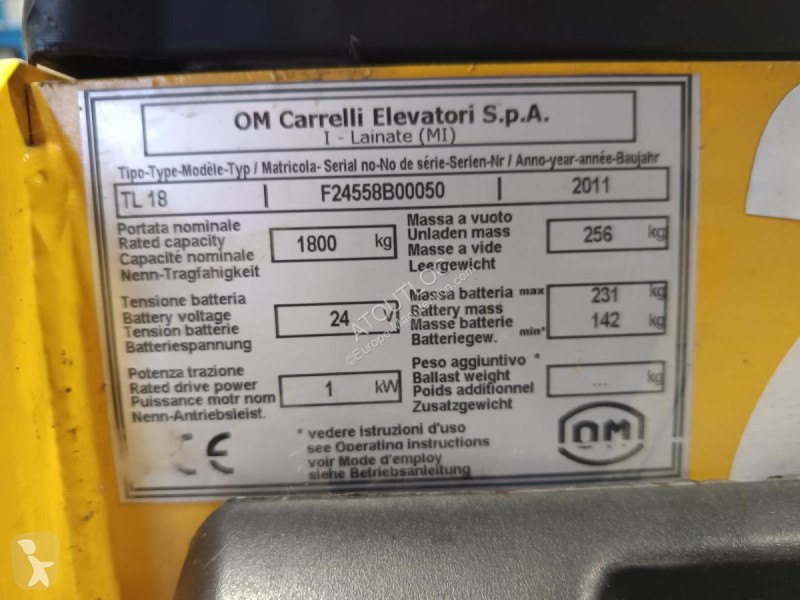 OM Carrelli Elevatori S.p.A.
I - Lainate (MI)
Tipo-Type-Modèle-Typ / Matricola- Serial no-No de série-Serien-Nr / Anno-year-année-Baujahr
TL 18 F24558B00050 2011
Portata nominale
Rated capacity
Capacité nominale
Nenn-Tragfahigkeit
1800 kg
Massa a vuoto
Unladen mass
Masse a vide
Leergewicht
256 kg
Tensione batteria
Battery voltage
Tension batterie
Batteriespannung
24 V
Massa batteria max
Battery mass
Masse batterie
Batteriegew. min*
231 kg
142 kg
Potenza trazione
Rated drive power
Puissance motr nom
Nenn-Antriebsleist.
1 kW
Peso aggiuntivo *
Ballast weight
Poids additionnel
Zusatzgewicht
... kg
CE
* vedere istruzioni d'uso
see Operating instructions
voir Mode d'employ
siehe Betriebsanleitung
OM
ATOUTLOC
©Europe-Manutention.com